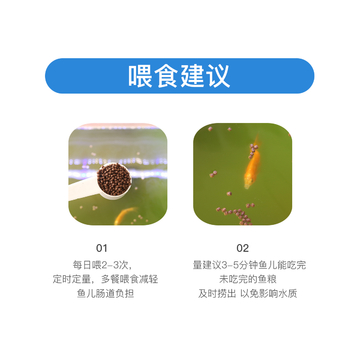 喂食建议
01
每日喂2-3次，
定时定量，多餐喂食减轻
鱼儿肠道负担
02
量建议3-5分钟鱼儿能吃完
未吃完的鱼粮
及时捞出 以免影响水质